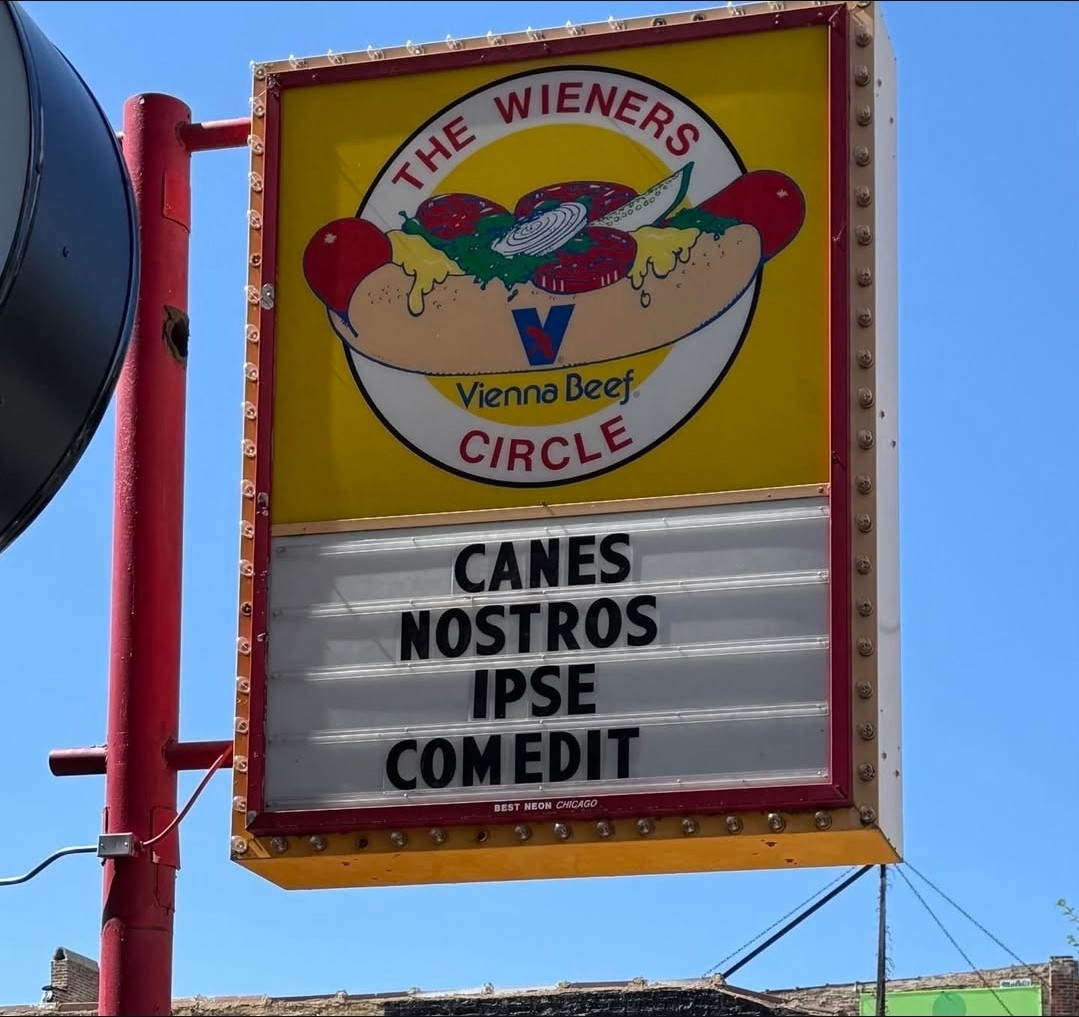 THE WIENERS
V
Vienna Beef®
CIRCLE
CANES
NOSTROS
IPSE
COMEDIT
BEST NEON CHICAGO